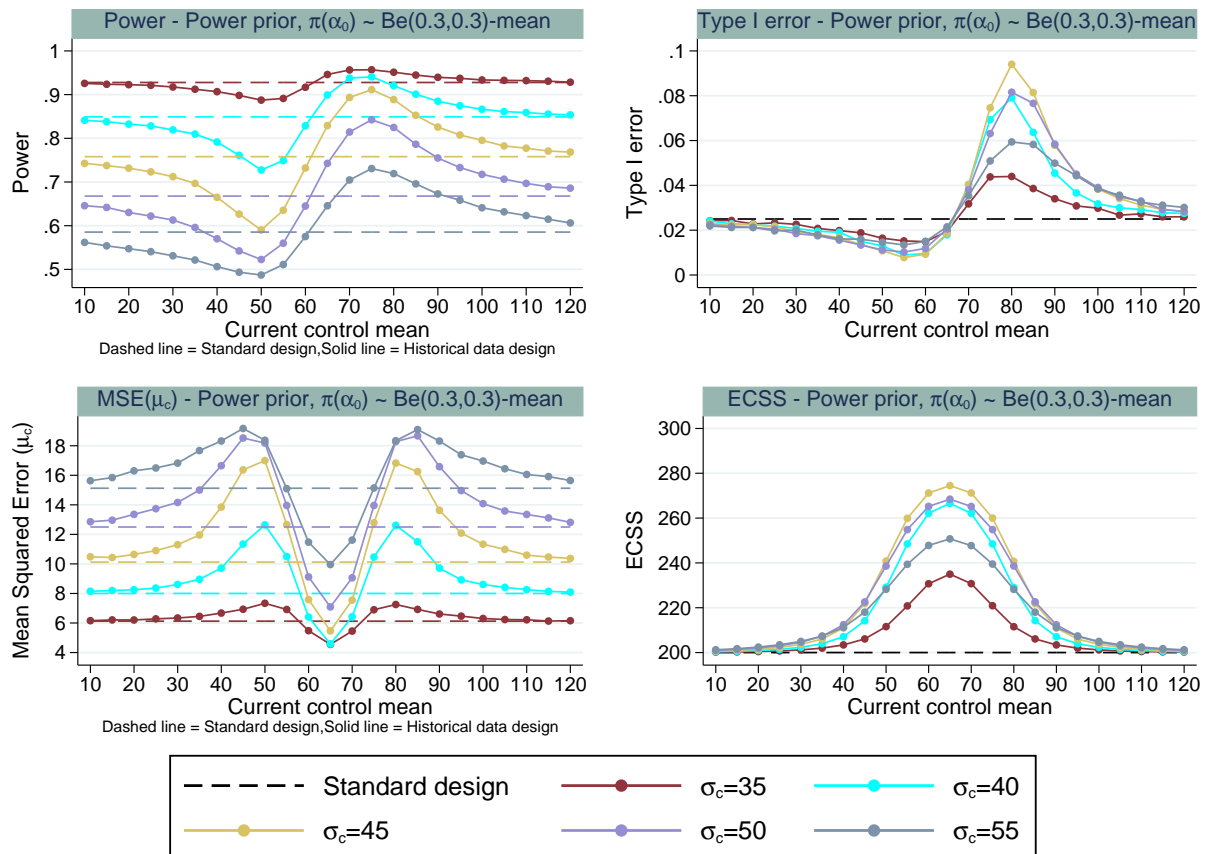 Power - Power prior, π(α₀) ~ Be(0.3,0.3)-mean
1
.9
.8
.7
.6
.5
Power
10 20 30 40 50 60 70 80 90 100 110 120
Current control mean
Dashed line = Standard design,Solid line = Historical data design
Type I error - Power prior, π(α₀) ~ Be(0.3,0.3)-mean
.1
.08
.06
.04
.02
0
Type I error
10 20 30 40 50 60 70 80 90 100 110 120
Current control mean
MSE(μ꜀) - Power prior, π(α₀) ~ Be(0.3,0.3)-mean
18
16
14
12
10
8
6
4
Mean Squared Error (μ꜀)
10 20 30 40 50 60 70 80 90 100 110 120
Current control mean
Dashed line = Standard design,Solid line = Historical data design
ECSS - Power prior, π(α₀) ~ Be(0.3,0.3)-mean
300
280
260
240
220
200
ECSS
10 20 30 40 50 60 70 80 90 100 110 120
Current control mean
Standard design σ꜀=35 σ꜀=40
σ꜀=45 σ꜀=50 σ꜀=55